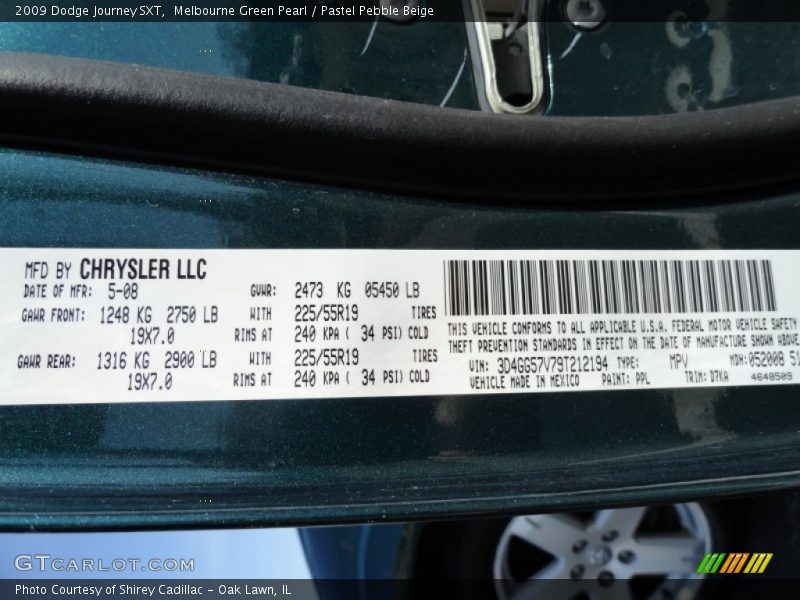 2009 Dodge Journey SXT, Melbourne Green Pearl / Pastel Pebble Beige
MFD BY CHRYSLER LLC
DATE OF MFR: 5-08 GVWR: 2473 KG 05450 LB
GAWR FRONT: 1248 KG 2750 LB WITH 225/55R19 TIRES
19X7.0 RIMS AT 240 KPA ( 34 PSI) COLD
GAWR REAR: 1316 KG 2900 LB WITH 225/55R19 TIRES
19X7.0 RIMS AT 240 KPA ( 34 PSI) COLD
THIS VEHICLE CONFORMS TO ALL APPLICABLE U.S.A. FEDERAL MOTOR VEHICLE SAFETY
THEFT PREVENTION STANDARDS IN EFFECT ON THE DATE OF MANUFACTURE SHOWN ABOVE.
VIN: 3D4GG57V79T212194 TYPE: MPV MDH: 052008 51
VEHICLE MADE IN MEXICO PAINT: PPL TRIM: D7KA 4648509
GTCARLOT.COM
Photo Courtesy of Shirey Cadillac - Oak Lawn, IL